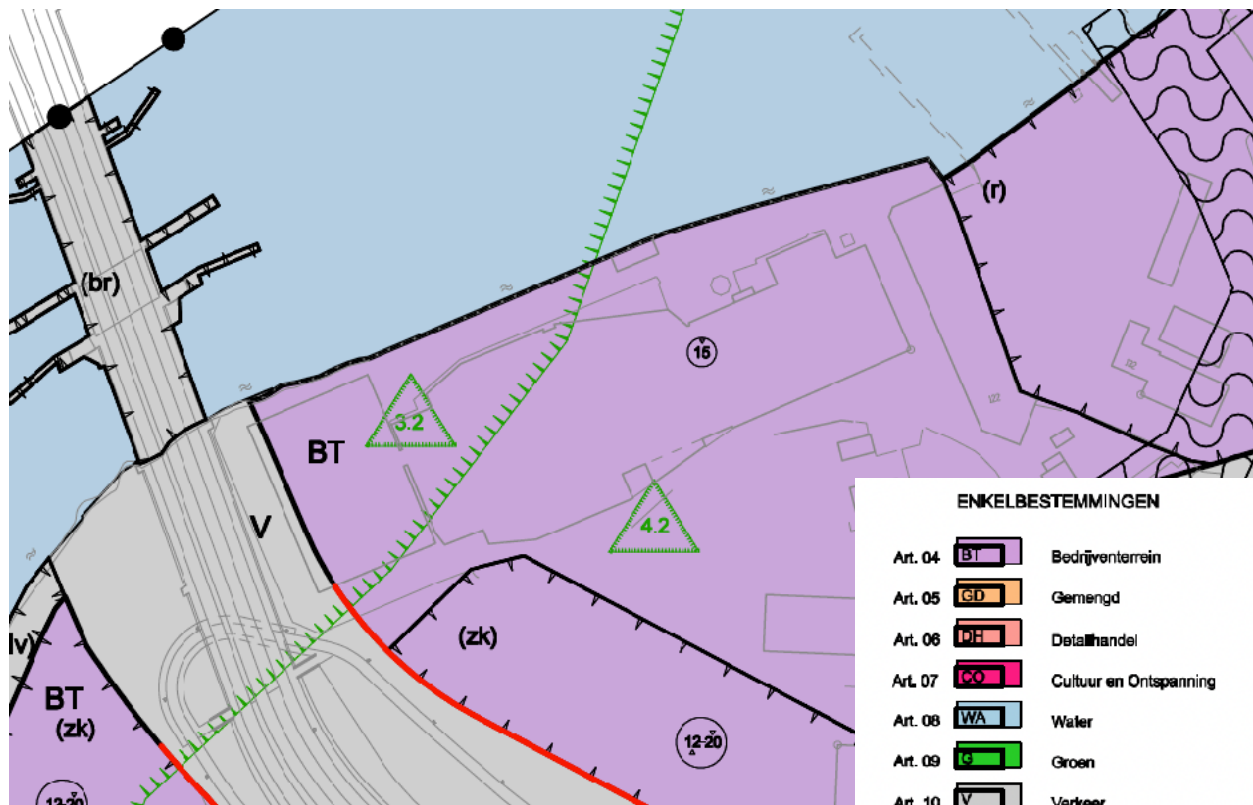 (r)
(br)
15
3.2
BT
4.2
V
(zk)
lv)
BT
(zk)
12-20
12-20
ENKELBESTEMMINGEN
Art. 04 BT Bedrijventerrein
Art. 05 GD Gemengd
Art. 06 DH Detailhandel
Art. 07 CO Cultuur en Ontspanning
Art. 08 WA Water
Art. 09 G Groen
Art. 10 V Verkeer